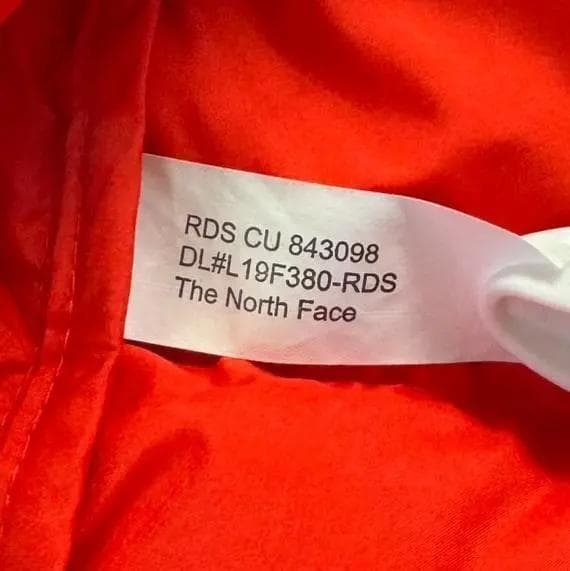 RDS CU 843098
DL#L19F380-RDS
The North Face